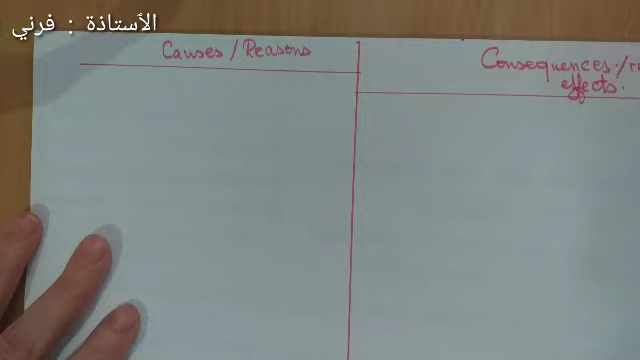 الأستاذة : فرني
Causes / Reasons
Consequences /
effects.